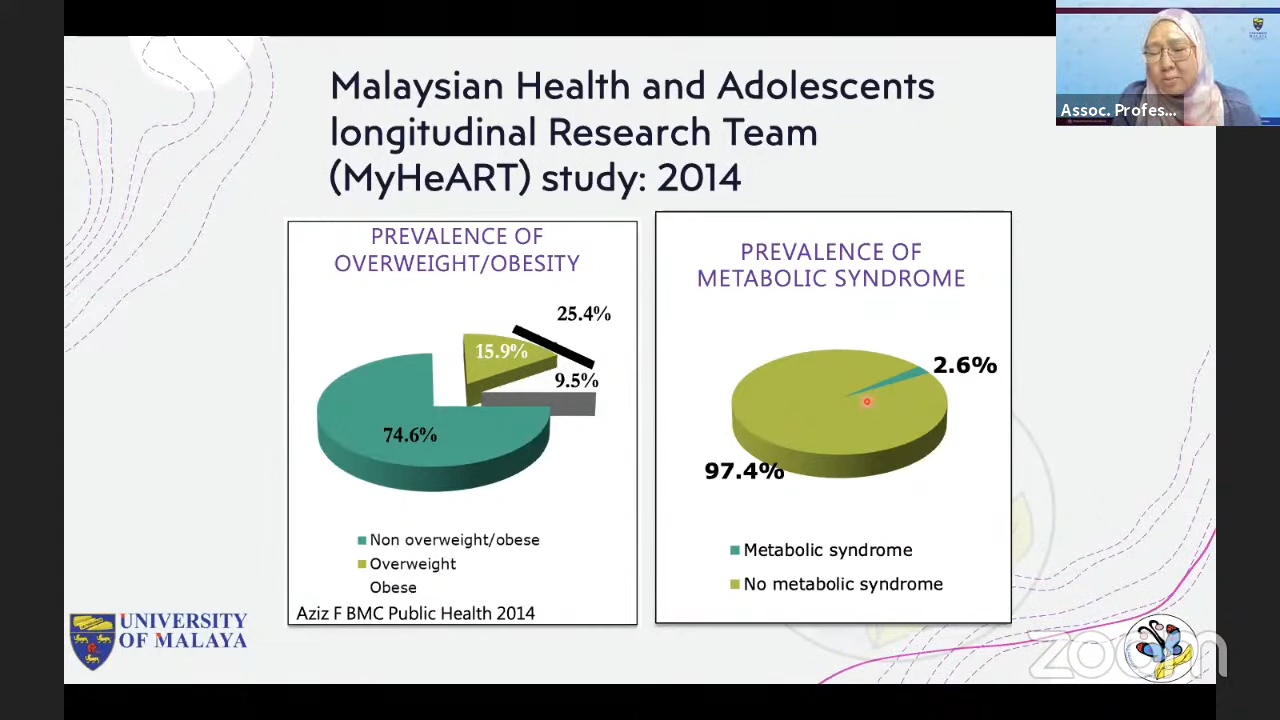 Malaysian Health and Adolescents
longitudinal Research Team
(MyHeART) study: 2014
Assoc. Profes...
PREVALENCE OF
OVERWEIGHT/OBESITY
25.4%
15.9%
9.5%
74.6%
Non overweight/obese
Overweight
Obese
Aziz F BMC Public Health 2014
PREVALENCE OF
METABOLIC SYNDROME
2.6%
97.4%
Metabolic syndrome
No metabolic syndrome
UNIVERSITY
OF MALAYA
zoom